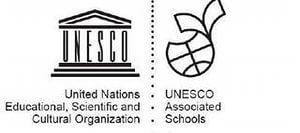 UNESCO
United Nations
Educational, Scientific and
Cultural Organization
UNESCO
Associated
Schools